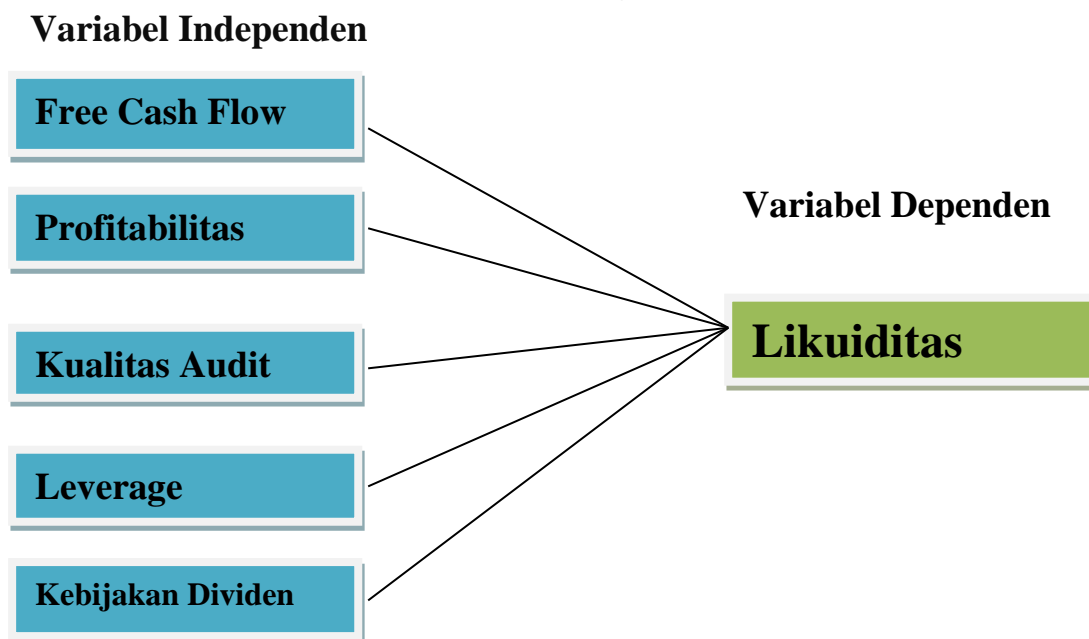 Variabel Independen
Free Cash Flow
Profitabilitas
Variabel Dependen
Likuiditas
Kualitas Audit
Leverage
Kebijakan Dividen